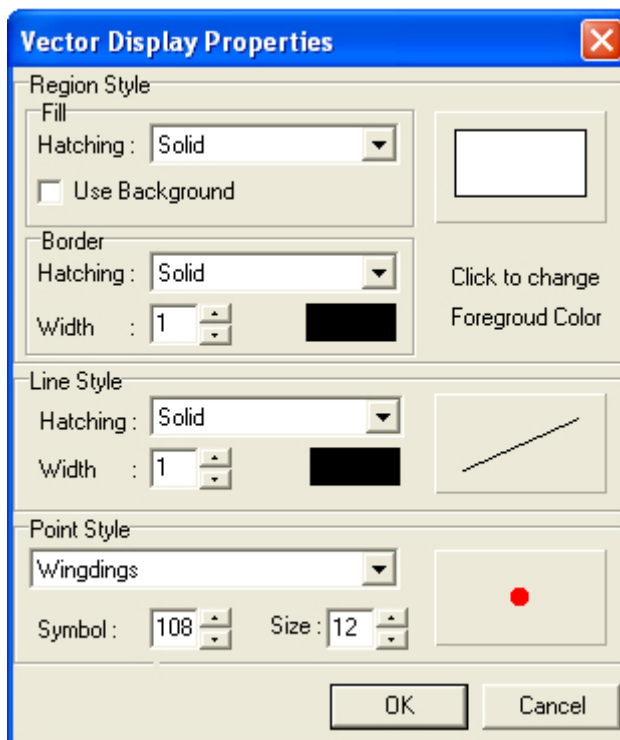 Vector Display Properties
Region Style
Fill
Hatching : Solid
Use Background
Border
Hatching : Solid
Width : 1
Click to change
Foregroud Color
Line Style
Hatching : Solid
Width : 1
Point Style
Wingdings
Symbol : 108 Size : 12
OK Cancel